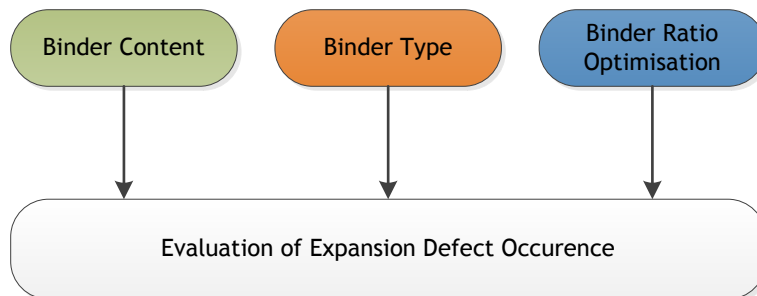 Binder Content
Binder Type
Binder Ratio
Optimisation
Evaluation of Expansion Defect Occurence